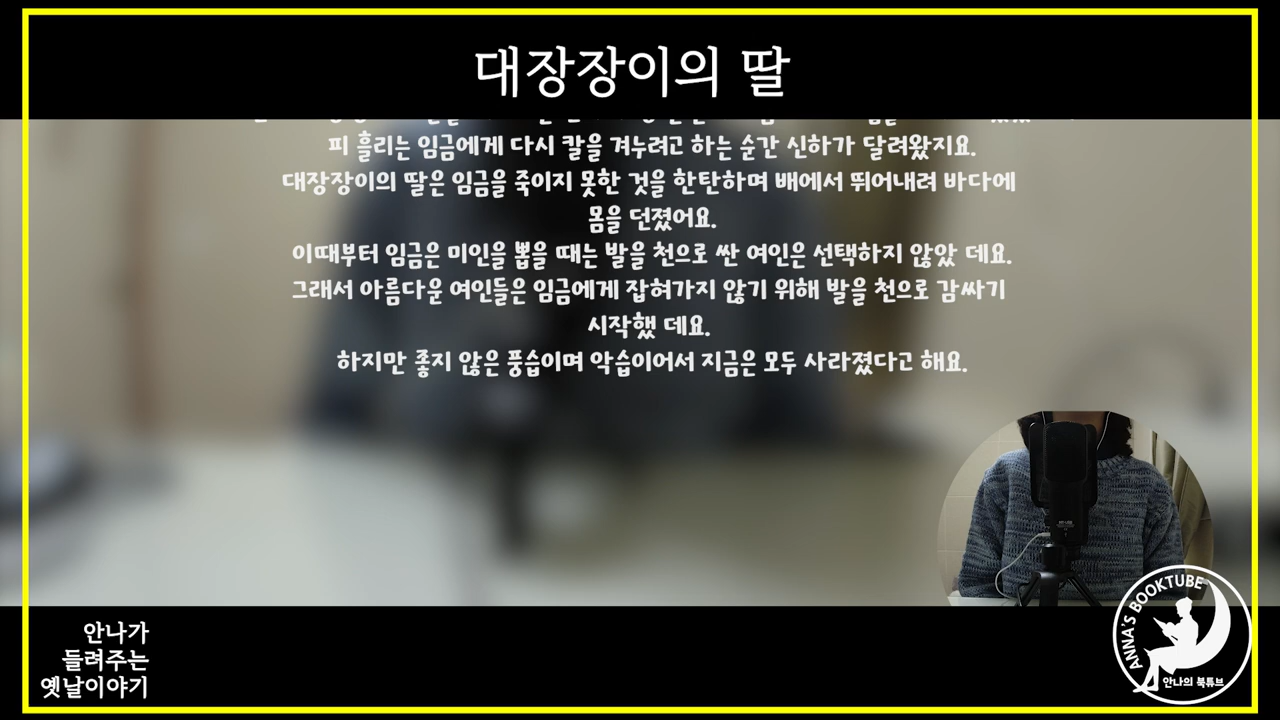 대장장이의 딸
피 흘리는 임금에게 다시 칼을 겨누려고 하는 순간 신하가 달려왔지요.
대장장이의 딸은 임금을 죽이지 못한 것을 한탄하며 배에서 뛰어내려 바다에
몸을 던졌어요.
이때부터 임금은 미인을 뽑을 때는 발을 천으로 싼 여인은 선택하지 않았 데요.
그래서 아름다운 여인들은 임금에게 잡혀가지 않기 위해 발을 천으로 감싸기
시작했 데요.
하지만 좋지 않은 풍습이며 악습이어서 지금은 모두 사라졌다고 해요.
안나가
들려주는
옛날이야기
ANNA'S BOOKTUBE
안나의 북튜브